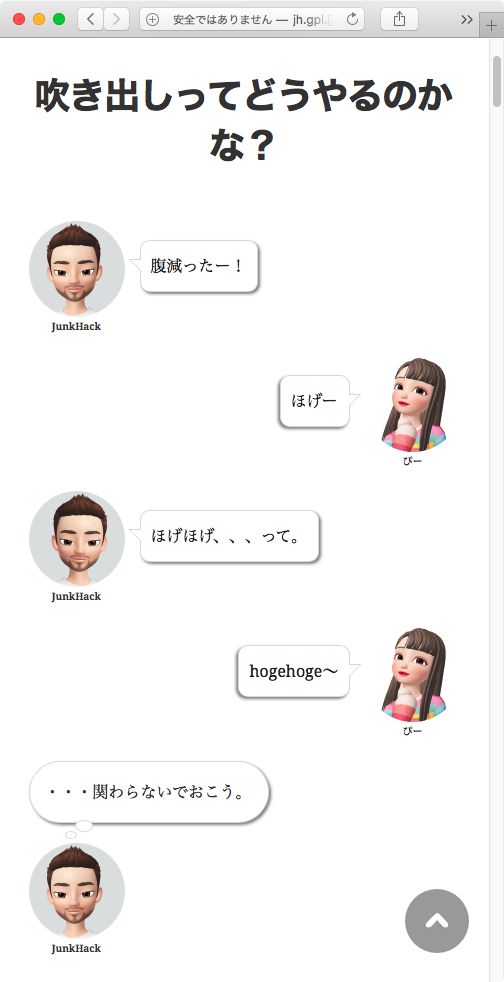 安全ではありません — jh.gpl.j
吹き出しってどうやるのか
な？
腹減ったー！
JunkHack
ほげー
ぴー
ほげほげ、、、って。
JunkHack
hogehoge〜
ぴー
・・・関わらないでおこう。
JunkHack